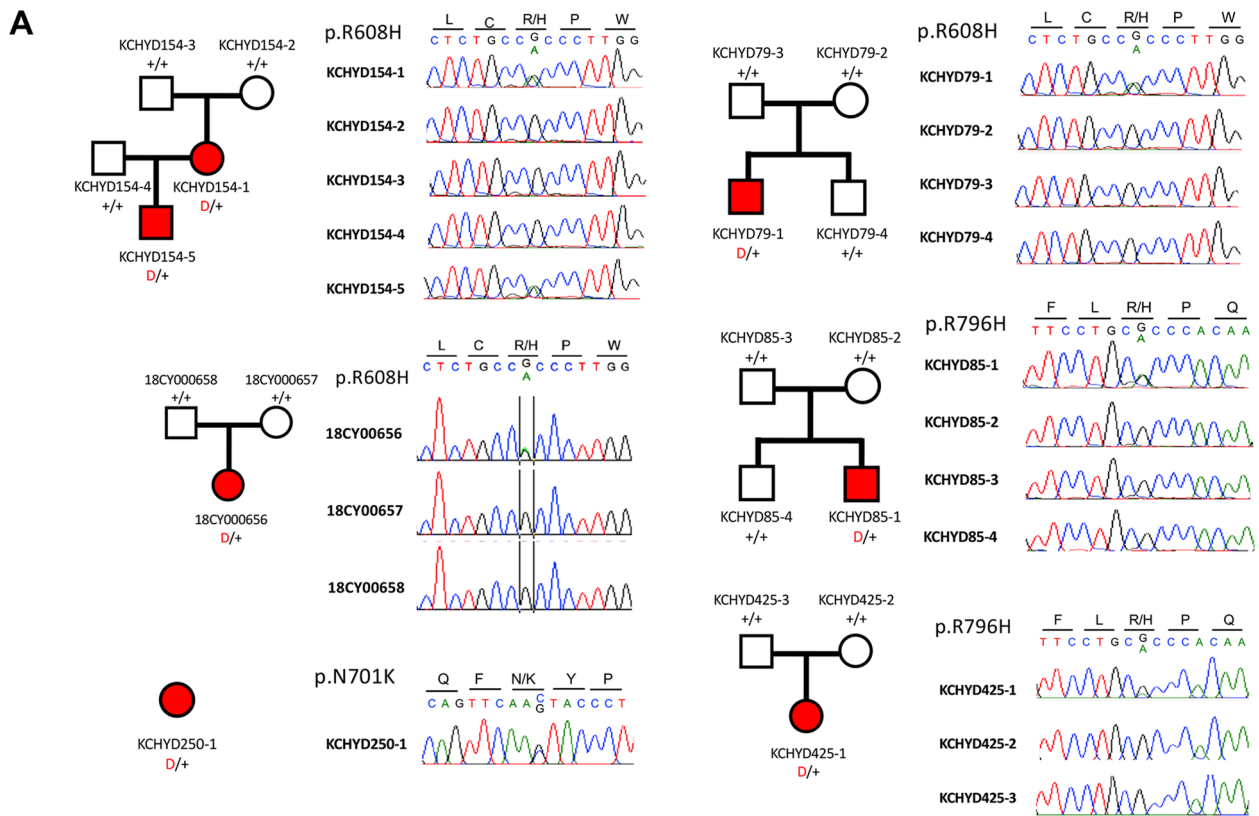 A
KCHYD154-3
+/+
KCHYD154-2
+/+
KCHYD154-4
+/+
KCHYD154-1
D/+
KCHYD154-5
D/+
p.R608H
L C R/H P W
C T C T G C C G C C C T T G G
A
KCHYD154-1
KCHYD154-2
KCHYD154-3
KCHYD154-4
KCHYD154-5
KCHYD79-3
+/+
KCHYD79-2
+/+
KCHYD79-1
D/+
KCHYD79-4
+/+
p.R608H
L C R/H P W
C T C T G C C G C C C T T G G
A
KCHYD79-1
KCHYD79-2
KCHYD79-3
KCHYD79-4
18CY000658
+/+
18CY000657
+/+
18CY000656
D/+
p.R608H
L C R/H P W
C T C T G C C G C C C T T G G
A
18CY00656
18CY00657
18CY00658
KCHYD85-3
+/+
KCHYD85-2
+/+
KCHYD85-4
+/+
KCHYD85-1
D/+
p.R796H
F L R/H P Q
T T C C T G C G C C C A C A A
A
KCHYD85-1
KCHYD85-2
KCHYD85-3
KCHYD85-4
KCHYD250-1
D/+
p.N701K
Q F N/K Y P
C A G T T C A A C T A C C C T
G
KCHYD250-1
KCHYD425-3
+/+
KCHYD425-2
+/+
KCHYD425-1
D/+
p.R796H
F L R/H P Q
T T C C T G C G C C C A C A A
A
KCHYD425-1
KCHYD425-2
KCHYD425-3